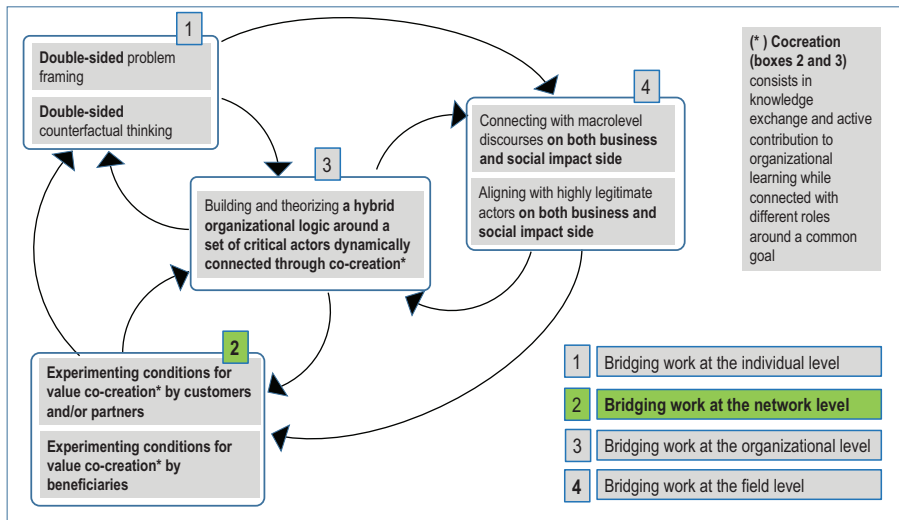 1
Double-sided problem
framing
Double-sided
counterfactual thinking
4
Connecting with macrolevel
discourses on both business
and social impact side
Aligning with highly legitimate
actors on both business and
social impact side
(* ) Cocreation
(boxes 2 and 3)
consists in
knowledge
exchange and active
contribution to
organizational
learning while
connected with
different roles
around a common
goal
3
Building and theorizing a hybrid
organizational logic around a
set of critical actors dynamically
connected through co-creation*
2
Experimenting conditions for
value co-creation* by customers
and/or partners
Experimenting conditions for
value co-creation* by
beneficiaries
1 Bridging work at the individual level
2 Bridging work at the network level
3 Bridging work at the organizational level
4 Bridging work at the field level